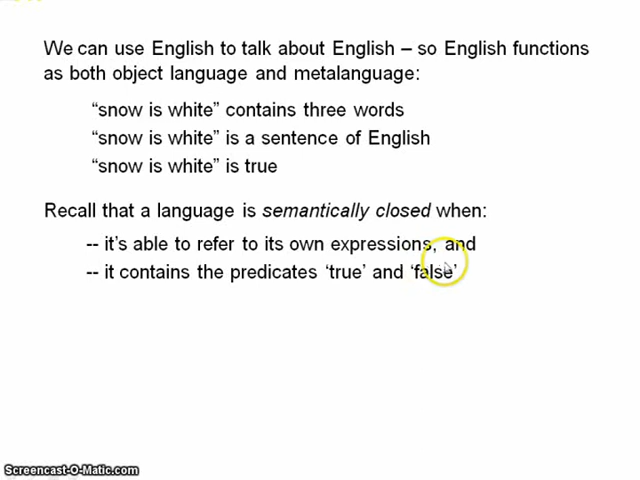 We can use English to talk about English – so English functions
as both object language and metalanguage:
“snow is white” contains three words
“snow is white” is a sentence of English
“snow is white” is true
Recall that a language is semantically closed when:
-- it’s able to refer to its own expressions, and
-- it contains the predicates ‘true’ and ‘false’
Screencast-O-Matic.com